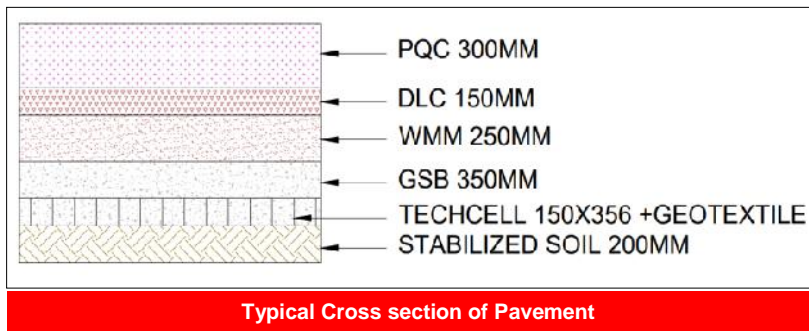 PQC 300MM
DLC 150MM
WMM 250MM
GSB 350MM
TECHCELL 150X356 +GEOTEXTILE
STABILIZED SOIL 200MM
Typical Cross section of Pavement